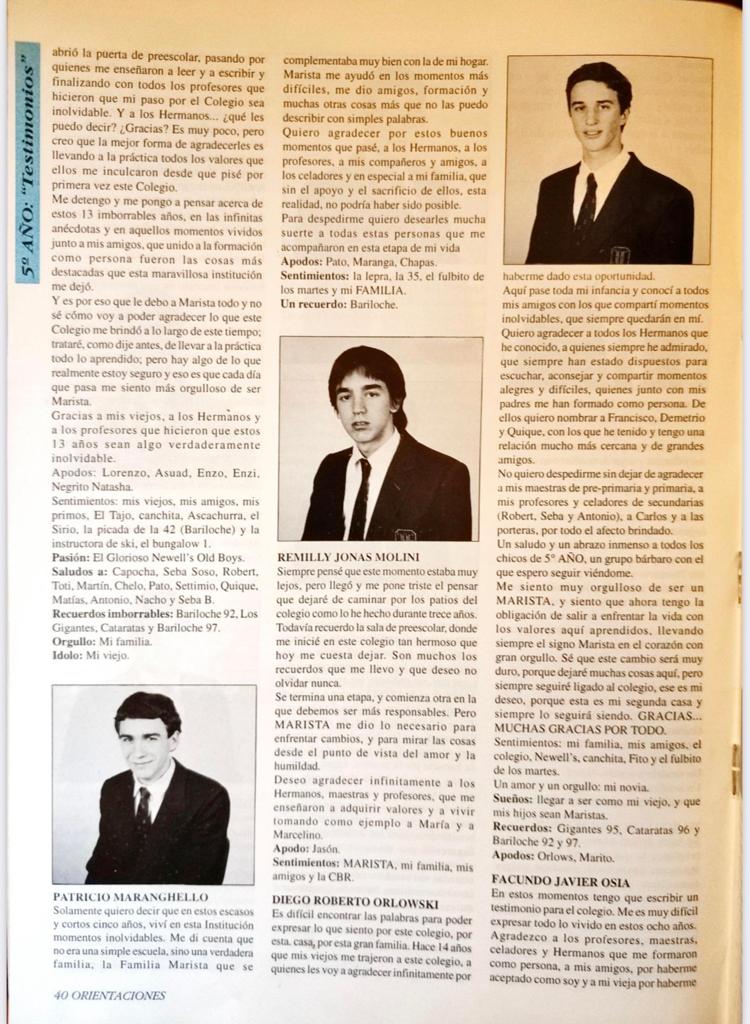 5º AÑO: "Testimonios"
abrió la puerta de preescolar, pasando por
quienes me enseñaron a leer y a escribir y
finalizando con todos los profesores que
hicieron que mi paso por el Colegio sea
inolvidable. Y a los Hermanos... ¿qué les
puedo decir? ¿Gracias? Es muy poco, pero
creo que la mejor forma de agradecerles es
llevando a la práctica todos los valores que
ellos me inculcaron desde que pisé por
primera vez este Colegio.
Me detengo y me pongo a pensar acerca de
estos 13 imborrables años, en las infinitas
anécdotas y en aquellos momentos vividos
junto a mis amigos, que unido a la formación
como persona fueron las cosas más
destacadas que esta maravillosa institución
me dejó.
Y es por eso que le debo a Marista todo y no
sé cómo voy a poder agradecer lo que este
Colegio me brindó a lo largo de este tiempo;
trataré, como dije antes, de llevar a la práctica
todo lo aprendido; pero hay algo de lo que
realmente estoy seguro y eso es que cada día
que pasa me siento más orgulloso de ser
Marista.
Gracias a mis viejos, a los Hermanos y
a los profesores que hicieron que estos
13 años sean algo verdaderamente
inolvidable.
Apodos: Lorenzo, Asuad, Enzo, Enzi,
Negrito Natasha.
Sentimientos: mis viejos, mis amigos, mis
primos, El Tajo, canchita, Ascachurra, el
Sirio, la picada de la 42 (Bariloche) y la
instructora de ski, el bungalow 1.
Pasión: El Glorioso Newell's Old Boys.
Saludos a: Capocha, Seba Soso, Robert,
Toti, Martín, Chelo, Pato, Settimio, Quique,
Matías, Antonio, Nacho y Seba B.
Recuerdos imborrables: Bariloche 92, Los
Gigantes, Cataratas y Bariloche 97.
Orgullo: Mi familia.
Idolo: Mi viejo.
PATRICIO MARANGHELLO
Solamente quiero decir que en estos escasos
y cortos cinco años, viví en esta Institución
momentos inolvidables. Me di cuenta que
no era una simple escuela, sino una verdadera
familia, la Familia Marista que se
complementaba muy bien con la de mi hogar.
Marista me ayudó en los momentos más
difíciles, me dio amigos, formación y
muchas otras cosas más que no las puedo
describir con simples palabras.
Quiero agradecer por estos buenos
momentos que pasé, a los Hermanos, a los
profesores, a mis compañeros y amigos, a
los celadores y en especial a mi familia, que
sin el apoyo y el sacrificio de ellos, esta
realidad, no podría haber sido posible.
Para despedirme quiero desearles mucha
suerte a todas estas personas que me
acompañaron en esta etapa de mi vida
Apodos: Pato, Maranga, Chapas.
Sentimientos: la lepra, la 35, el fulbito de
los martes y mi FAMILIA.
Un recuerdo: Bariloche.
REMILLY JONAS MOLINI
Siempre pensé que este momento estaba muy
lejos, pero llegó y me pone triste el pensar
que dejaré de caminar por los patios del
colegio como lo he hecho durante trece años.
Todavía recuerdo la sala de preescolar, donde
me inicié en este colegio tan hermoso que
hoy me cuesta dejar. Son muchos los
recuerdos que me llevo y que deseo no
olvidar nunca.
Se termina una etapa, y comienza otra en la
que debemos ser más responsables. Pero
MARISTA me dio lo necesario para
enfrentar cambios, y para mirar las cosas
desde el punto de vista del amor y la
humildad.
Deseo agradecer infinitamente a los
Hermanos, maestras y profesores, que me
enseñaron a adquirir valores y a vivir
tomando como ejemplo a María y a
Marcelino.
Apodo: Jasón.
Sentimientos: MARISTA, mi familia, mis
amigos y la CBR.
DIEGO ROBERTO ORLOWSKI
Es difícil encontrar las palabras para poder
expresar lo que siento por este colegio, por
esta. casa, por esta gran familia. Hace 14 años
que mis viejos me trajeron a este colegio, a
quienes les voy a agradecer infinitamente por
haberme dado esta oportunidad.
Aquí pase toda mi infancia y conocí a todos
mis amigos con los que compartí momentos
inolvidables, que siempre quedarán en mí.
Quiero agradecer a todos los Hermanos que
he conocido, a quienes siempre he admirado,
que siempre han estado dispuestos para
escuchar, aconsejar y compartir momentos
alegres y difíciles, quienes junto con mis
padres me han formado como persona. De
ellos quiero nombrar a Francisco, Demetrio
y Quique, con los que he tenido y tengo una
relación mucho más cercana y de grandes
amigos.
No quiero despedirme sin dejar de agradecer
a mis maestras de pre-primaria y primaria, a
mis profesores y celadores de secundarias
(Robert, Seba y Antonio), a Carlos y a las
porteras, por todo el afecto brindado.
Un saludo y un abrazo inmenso a todos los
chicos de 5º AÑO, un grupo bárbaro con el
que espero seguir viéndome.
Me siento muy orgulloso de ser un
MARISTA, y siento que ahora tengo la
obligación de salir a enfrentar la vida con
los valores aquí aprendidos, llevando
siempre el signo Marista en el corazón con
gran orgullo. Sé que este cambio será muy
duro, porque dejaré muchas cosas aquí, pero
siempre seguiré ligado al colegio, ese es mi
deseo, porque esta es mi segunda casa y
siempre lo seguirá siendo. GRACIAS...
MUCHAS GRACIAS POR TODO.
Sentimientos: mi familia, mis amigos, el
colegio, Newell's, canchita, Fito y el fulbito
de los martes.
Un amor y un orgullo: mi novia.
Sueños: llegar a ser como mi viejo, y que
mis hijos sean Maristas.
Recuerdos: Gigantes 95, Cataratas 96 y
Bariloche 92 y 97.
Apodos: Orlows, Marito.
FACUNDO JAVIER OSIA
En estos momentos tengo que escribir un
testimonio para el colegio. Me es muy difícil
expresar todo lo vivido en estos ocho años.
Agradezco a los profesores, maestras,
celadores y Hermanos que me formaron
como persona, a mis amigos, por haberme
aceptado como soy y a mi vieja por haberme
40 ORIENTACIONES